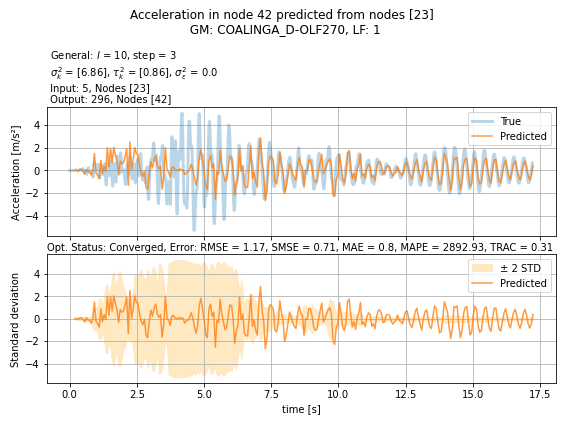 Acceleration in node 42 predicted from nodes [23]
GM: COALINGA_D-OLF270, LF: 1
General: l = 10, step = 3
σ²ₖ = [6.86], τ²ₖ = [0.86], σ²ε = 0.0
Input: 5, Nodes [23]
Output: 296, Nodes [42]
Acceleration [m/s²]
4
2
0
−2
−4
True
Predicted
Opt. Status: Converged, Error: RMSE = 1.17, SMSE = 0.71, MAE = 0.8, MAPE = 2892.93, TRAC = 0.31
Standard deviation
4
2
0
−2
−4
± 2 STD
Predicted
0.0 2.5 5.0 7.5 10.0 12.5 15.0 17.5
time [s]